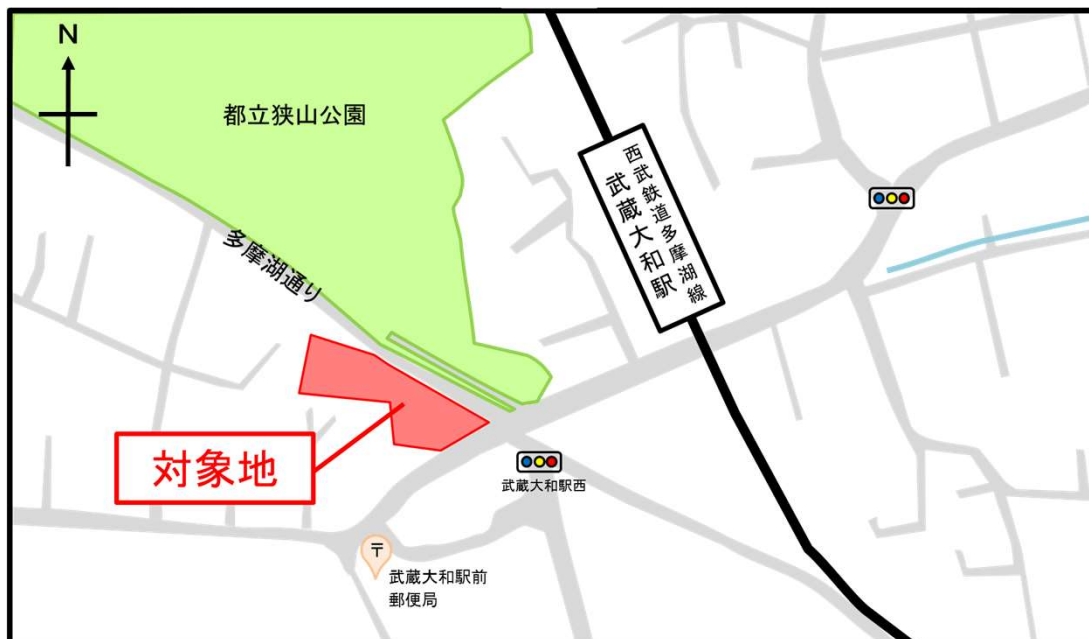 N
都立狭山公園
西武鉄道多摩湖線
武蔵大和駅
多摩湖通り
対象地
武蔵大和駅西
〒
武蔵大和駅前
郵便局